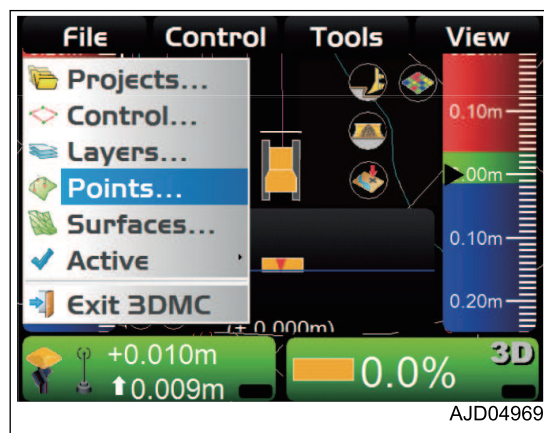 File Control Tools View
Projects...
Control...
Layers...
Points...
Surfaces...
Active
Exit 3DMC
0.10m
.00m
0.10m
0.20m
(± 0.000m)
+0.010m
0.009m
0.0%
3D
AJD04969